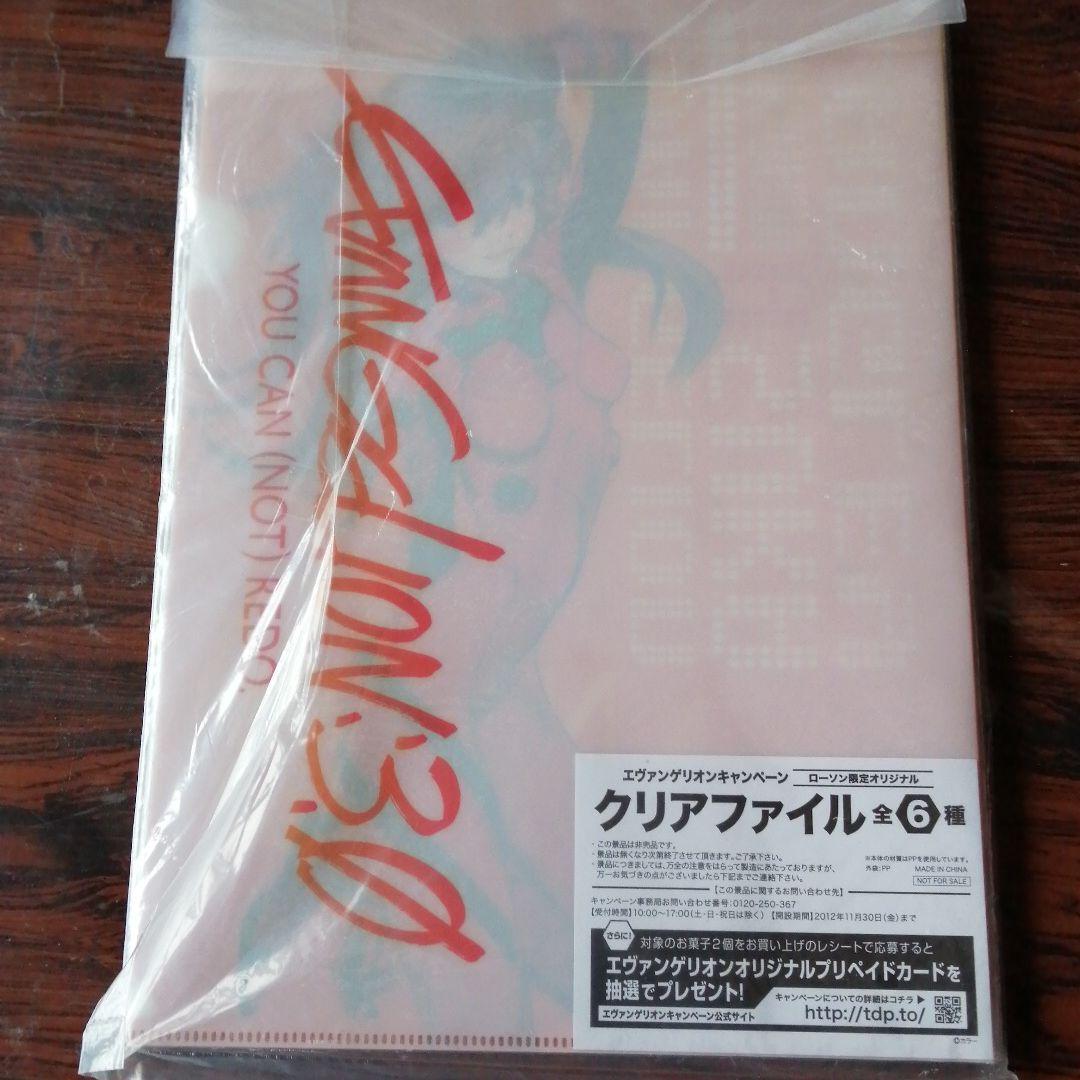 EVANGELION:3.0
YOU CAN (NOT) REDO.
エヴァンゲリオンキャンペーン ローソン限定オリジナル
クリアファイル 全6種
・この景品は非売品です。
・景品は無くなり次第終了させて頂きます。ご了承下さい。
・景品につきましては、万全の注意をはらって製造にあたっておりますが、
万一お気づきの点がございましたら下記までご連絡下さい。
※本体の材質はPPを使用しています。
外袋:PP MADE IN CHINA
NOT FOR SALE
【この景品に関するお問い合わせ先】
キャンペーン事務局お問い合わせ番号:0120-250-367
【受付時間】10:00~17:00(土・日・祝日は除く) 【開設期間】2012年11月30日(金)まで
さらに! 対象のお菓子2個をお買い上げのレシートで応募すると
エヴァンゲリオンオリジナルプリペイドカードを
抽選でプレゼント!
キャンペーンについての詳細はコチラ▶
エヴァンゲリオンキャンペーン公式サイト http://tdp.to/
©カラー